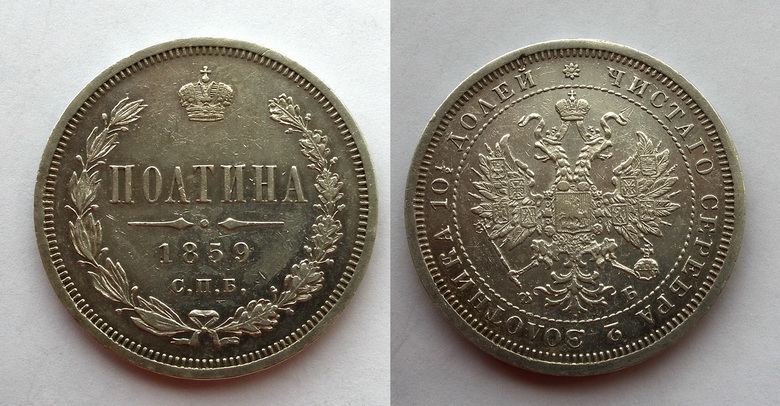 ПОЛТИНА
1859
С.П.Б.
ЧИСТАГО СЕРЕБРА 2 ЗОЛОТНИКА 10½ ДОЛЕЙ
Ф Б